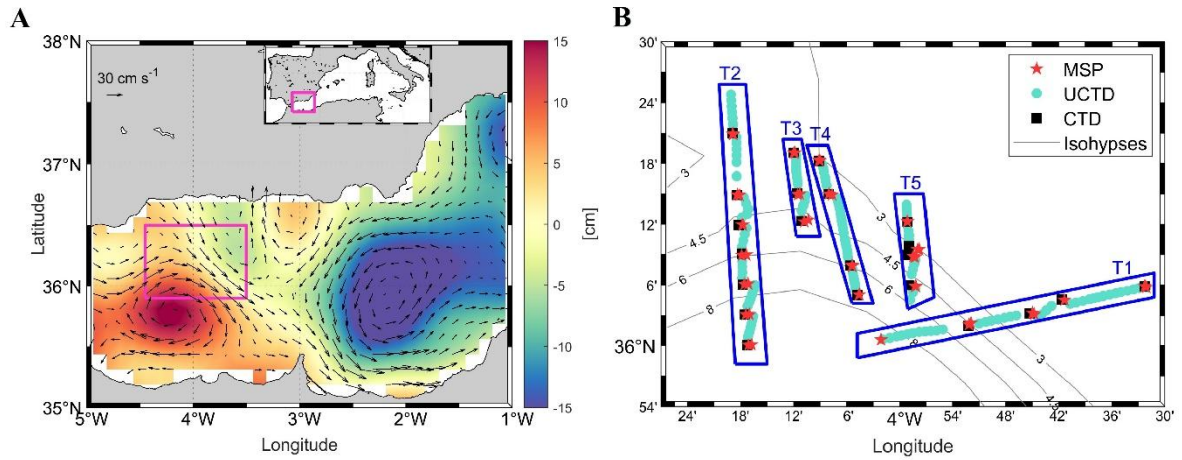 A
38°N
37°N
36°N
35°N
5°W
4°W
3°W
2°W
1°W
Latitude
Longitude
30 cm s⁻¹
15
10
5
0
-5
-10
-15
[cm]
B
30'
24'
18'
12'
6'
36°N
54'
24'
18'
12'
6'
4°W
54'
48'
42'
36'
30'
Longitude
T2
T3
T4
T5
T1
MSP
UCTD
CTD
Isohypses
3
4.5
6
8
3
4.5
6
8
3
4.5